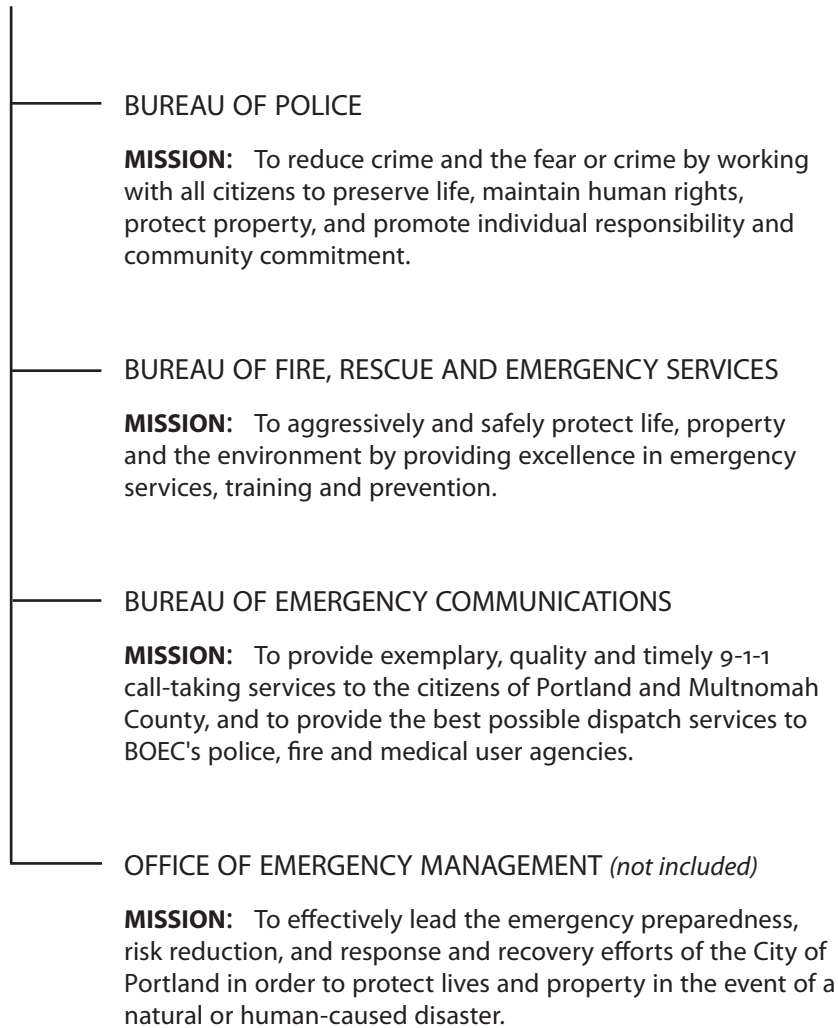 BUREAU OF POLICE
MISSION: To reduce crime and the fear or crime by working
with all citizens to preserve life, maintain human rights,
protect property, and promote individual responsibility and
community commitment.
BUREAU OF FIRE, RESCUE AND EMERGENCY SERVICES
MISSION: To aggressively and safely protect life, property
and the environment by providing excellence in emergency
services, training and prevention.
BUREAU OF EMERGENCY COMMUNICATIONS
MISSION: To provide exemplary, quality and timely 9-1-1
call-taking services to the citizens of Portland and Multnomah
County, and to provide the best possible dispatch services to
BOEC's police, fire and medical user agencies.
OFFICE OF EMERGENCY MANAGEMENT (not included)
MISSION: To effectively lead the emergency preparedness,
risk reduction, and response and recovery efforts of the City of
Portland in order to protect lives and property in the event of a
natural or human-caused disaster.